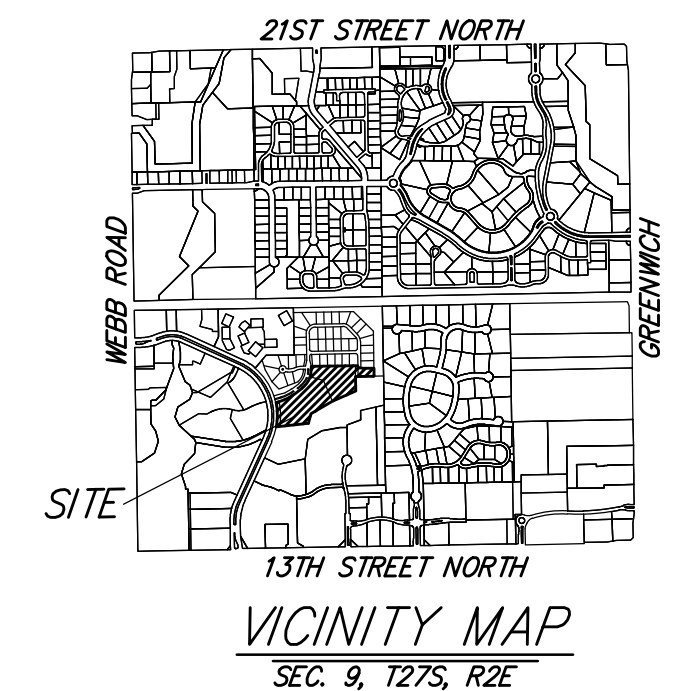 21ST STREET NORTH
WEBB ROAD
GREENWICH
SITE
13TH STREET NORTH
VICINITY MAP
SEC. 9, T27S, R2E